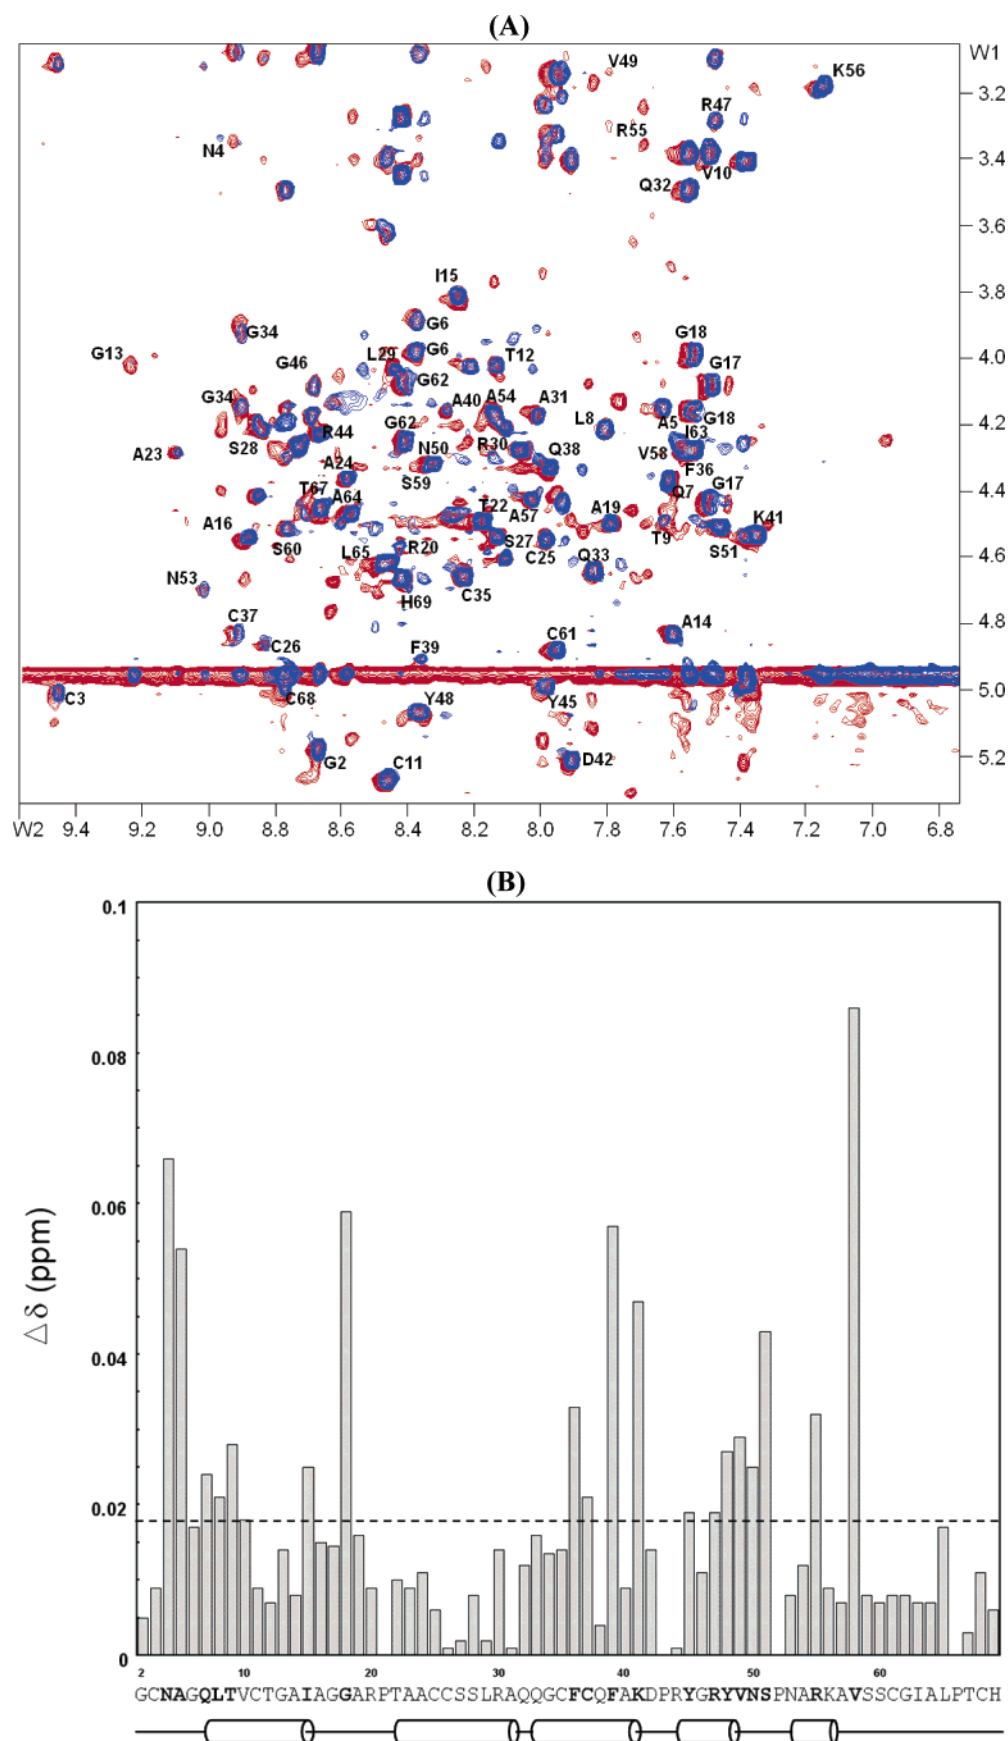 (A)
W1
V49
K56
3.2
R47
R55
N4
3.4
V10
Q32
3.6
I15
3.8
G6
G34
G18
G13
L29
G6
T12
4.0
G46
G17
G62
G34
A40
A54
A31
L8
A5
G18
4.2
G62
R44
N50
R30
Q38
V58
I63
A23
S28
A24
S59
F36
T67
A64
Q7
G17
4.4
T22
A57
A19
K41
A16
S27
T9
S51
S60
L65
R20
C25
Q33
4.6
N53
H69
C35
C37
A14
4.8
C26
F39
C61
C3
C68
Y48
Y45
5.0
G2
C11
D42
5.2
W2 9.4 9.2 9.0 8.8 8.6 8.4 8.2 8.0 7.8 7.6 7.4 7.2 7.0 6.8
(B)
0.1
0.08
0.06
△ δ (ppm)
0.04
0.02
0
2 10 20 30 40 50 60
GCNAGQLTVCTGAIAGGARPTAACCSSLRAQQGCFCQFAKDPRYGRYVNSPNARKAVSSCGIALPTCH